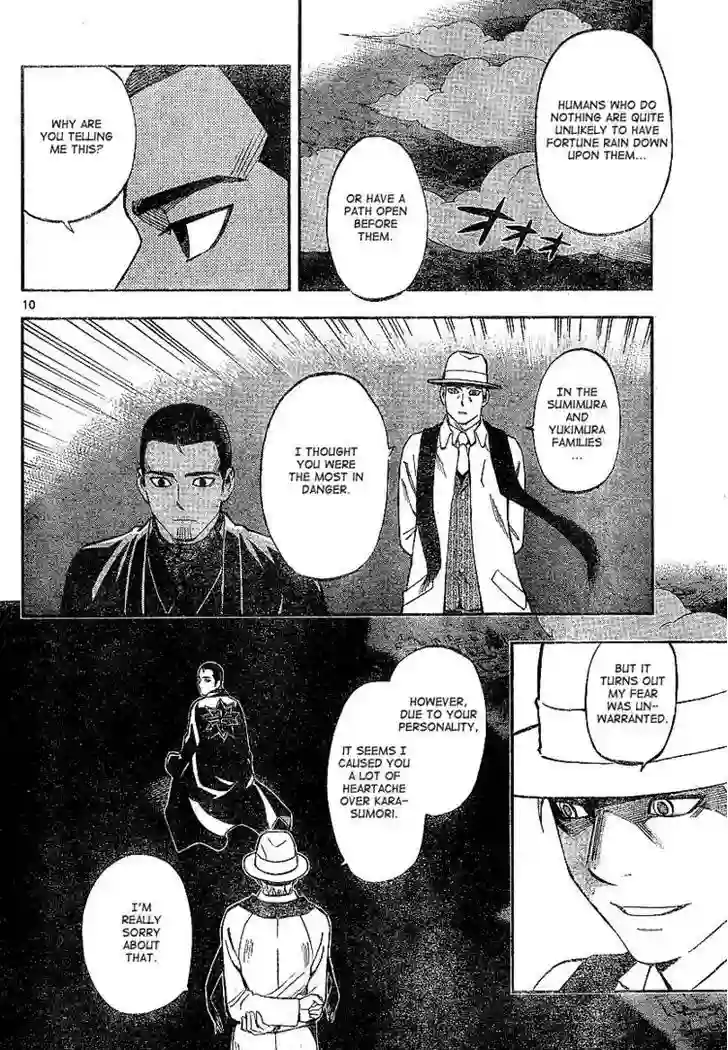 HUMANS WHO DO
NOTHING ARE QUITE
UNLIKELY TO HAVE
FORTUNE RAIN DOWN
UPON THEM...
OR HAVE A
PATH OPEN
BEFORE
THEM.
WHY ARE
YOU TELLING
ME THIS?
10
IN THE
SUMIMURA
AND
YUKIMURA
FAMILIES
...
I THOUGHT
YOU WERE
THE MOST IN
DANGER.
BUT IT
TURNS OUT
MY FEAR
WAS UN-
WARRANTED.
HOWEVER,
DUE TO YOUR
PERSONALITY,
IT SEEMS I
CAUSED YOU
A LOT OF
HEARTACHE
OVER KARA-
SUMORI.
I'M
REALLY
SORRY
ABOUT
THAT.